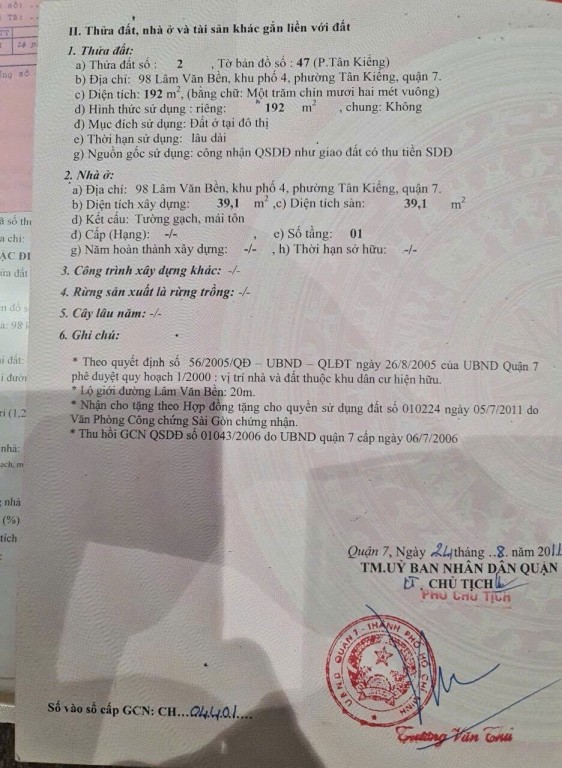 II. Thửa đất, nhà ở và tài sản khác gắn liền với đất
1. Thửa đất:
a) Thửa đất số : 2 , Tờ bản đồ số : 47 (P.Tân Kiểng)
b) Địa chỉ: 98 Lâm Văn Bền, khu phố 4, phường Tân Kiểng, quận 7.
c) Diện tích: 192 m², (bằng chữ: Một trăm chín mươi hai mét vuông)
d) Hình thức sử dụng : riêng: 192 m², chung: Không
đ) Mục đích sử dụng: Đất ở tại đô thị
e) Thời hạn sử dụng: lâu dài
g) Nguồn gốc sử dụng: công nhận QSDĐ như giao đất có thu tiền SDĐ
2. Nhà ở:
a) Địa chỉ: 98 Lâm Văn Bền, khu phố 4, phường Tân Kiểng, quận 7.
b) Diện tích xây dựng: 39,1 m² ,c) Diện tích sàn: 39,1 m²
d) Kết cấu: Tường gạch, mái tôn
đ) Cấp (Hạng): -/- , e) Số tầng: 01
g) Năm hoàn thành xây dựng: -/- , h) Thời hạn sở hữu: -/-
3. Công trình xây dựng khác: -/-
4. Rừng sản xuất là rừng trồng: -/-
5. Cây lâu năm: -/-
6. Ghi chú:
* Theo quyết định số 56/2005/QĐ – UBND – QLĐT ngày 26/8/2005 của UBND Quận 7
phê duyệt quy hoạch 1/2000 : vị trí nhà và đất thuộc khu dân cư hiện hữu.
* Lộ giới đường Lâm Văn Bền: 20m.
* Nhận cho tặng theo Hợp đồng tặng cho quyền sử dụng đất số 010224 ngày 05/7/2011 do
Văn Phòng Công chứng Sài Gòn chứng nhận.
* Thu hồi GCN QSDĐ số 01043/2006 do UBND quận 7 cấp ngày 06/7/2006
Quận 7, Ngày 24 tháng ..8. năm 2011
TM.UỶ BAN NHÂN DÂN QUẬN
KT. CHỦ TỊCH
PHÓ CHỦ TỊCH
U.B.N.D QUẬN 7 - THÀNH PHỐ HỒ CHÍ MINH
Số vào sổ cấp GCN: CH...04401....
Trương Văn Thủ